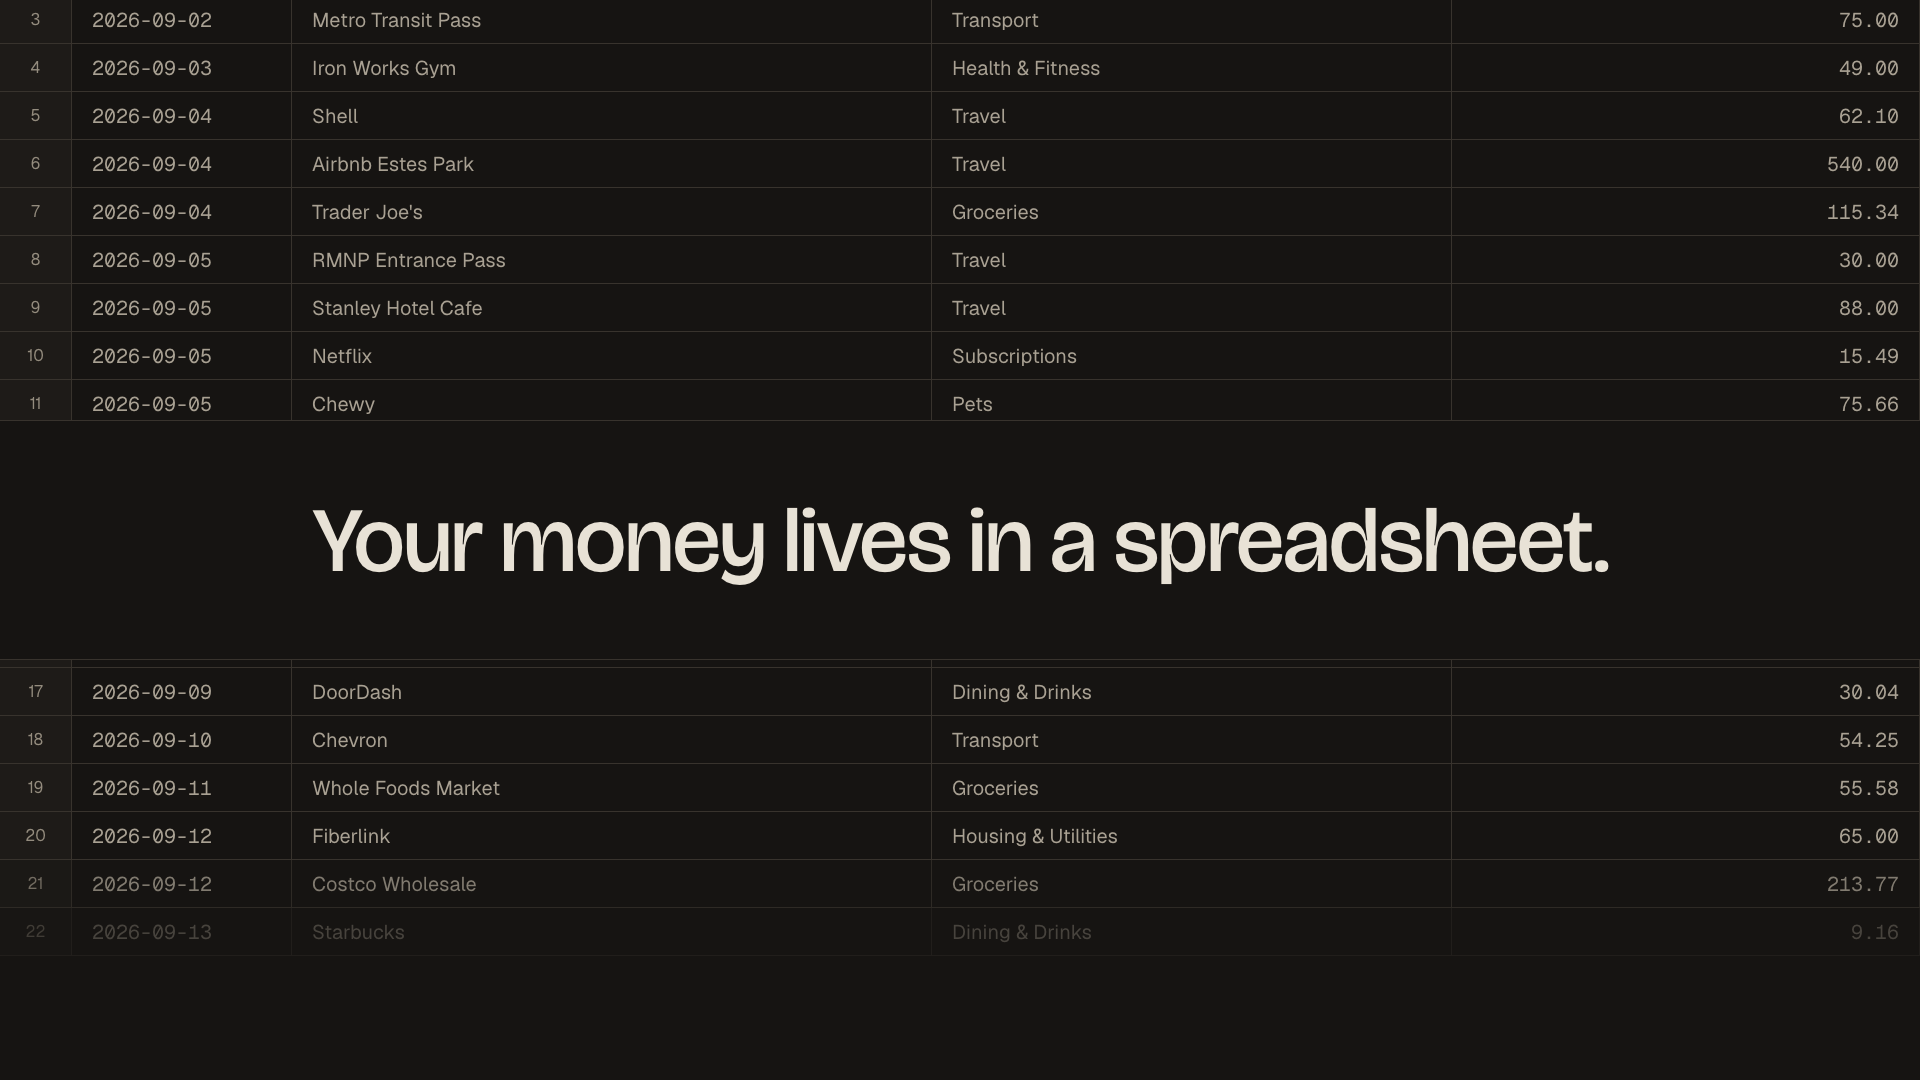 3 2026-09-02 Metro Transit Pass Transport 75.00
4 2026-09-03 Iron Works Gym Health & Fitness 49.00
5 2026-09-04 Shell Travel 62.10
6 2026-09-04 Airbnb Estes Park Travel 540.00
7 2026-09-04 Trader Joe's Groceries 115.34
8 2026-09-05 RMNP Entrance Pass Travel 30.00
9 2026-09-05 Stanley Hotel Cafe Travel 88.00
10 2026-09-05 Netflix Subscriptions 15.49
11 2026-09-05 Chewy Pets 75.66
Your money lives in a spreadsheet.
17 2026-09-09 DoorDash Dining & Drinks 30.04
18 2026-09-10 Chevron Transport 54.25
19 2026-09-11 Whole Foods Market Groceries 55.58
20 2026-09-12 Fiberlink Housing & Utilities 65.00
21 2026-09-12 Costco Wholesale Groceries 213.77
22 2026-09-13 Starbucks Dining & Drinks 9.16